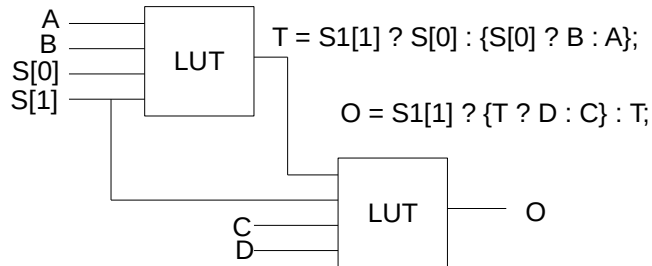 A
B
S[0]
S[1]
LUT
T = S1[1] ? S[0] : {S[0] ? B : A};
O = S1[1] ? {T ? D : C} : T;
C
D
LUT
O